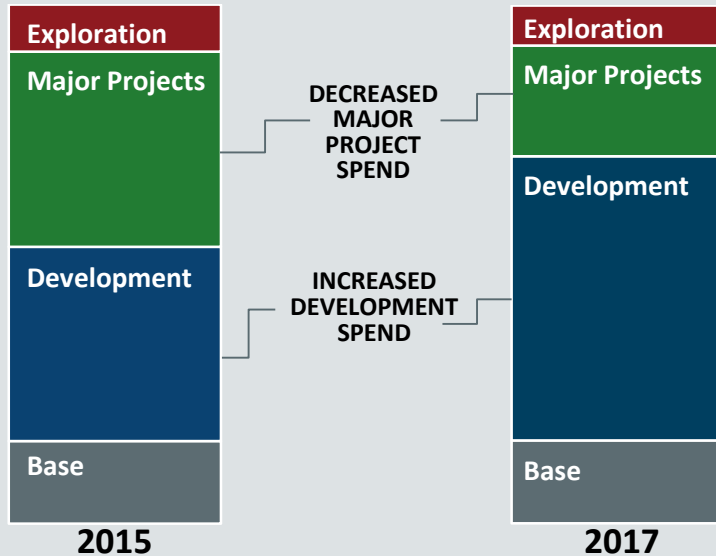 Exploration
Major Projects
Development
Base
2015
DECREASED
MAJOR
PROJECT
SPEND
INCREASED
DEVELOPMENT
SPEND
Exploration
Major Projects
Development
Base
2017